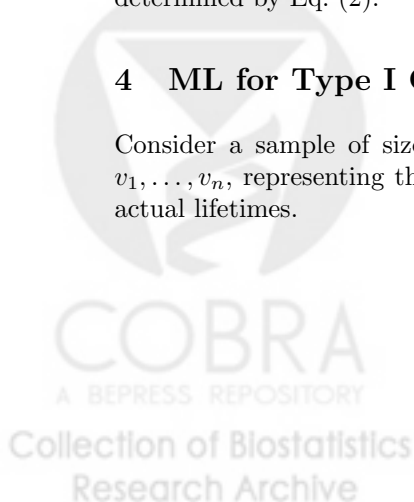 determined by Eq. (2).
4 ML for Type I
Consider a sample of size
v1, . . . , vn, representing th
actual lifetimes.
COBRA
A BEPRESS REPOSITORY
Collection of Biostatistics
Research Archive